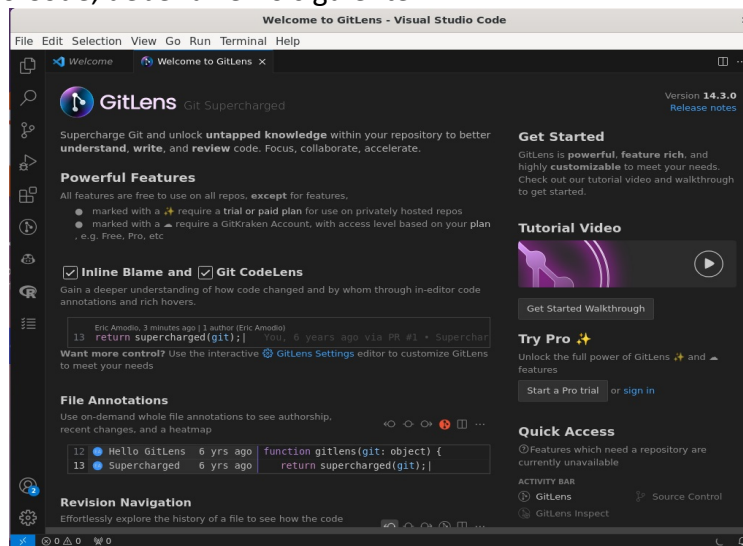 Welcome to GitLens - Visual Studio Code
File Edit Selection View Go Run Terminal Help
Welcome
Welcome to GitLens
GitLens Git Supercharged
Version 14.3.0
Release notes
Supercharge Git and unlock untapped knowledge within your repository to better
understand, write, and review code. Focus, collaborate, accelerate.
Powerful Features
All features are free to use on all repos, except for features,
● marked with a ✨ require a trial or paid plan for use on privately hosted repos
● marked with a ☁ require a GitKraken Account, with access level based on your plan
, e.g. Free, Pro, etc
Inline Blame and Git CodeLens
Gain a deeper understanding of how code changed and by whom through in-editor code
annotations and rich hovers.
Eric Amodio, 3 minutes ago | 1 author (Eric Amodio)
13 return supercharged(git);| You, 6 years ago via PR #1 • Superchar
Want more control? Use the interactive GitLens Settings editor to customize GitLens
to meet your needs
File Annotations
Use on-demand whole file annotations to see authorship,
recent changes, and a heatmap
12 Hello GitLens 6 yrs ago function gitlens(git: object) {
13 Supercharged 6 yrs ago return supercharged(git);|
Revision Navigation
Effortlessly explore the history of a file to see how the code
Get Started
GitLens is powerful, feature rich, and
highly customizable to meet your needs.
Check out our tutorial video and walkthrough
to get started.
Tutorial Video
Get Started Walkthrough
Try Pro ✨
Unlock the full power of GitLens ✨ and ☁
features
Start a Pro trial or sign in
Quick Access
Features which need a repository are
currently unavailable
ACTIVITY BAR
GitLens Source Control
GitLens Inspect
2
0 0 0